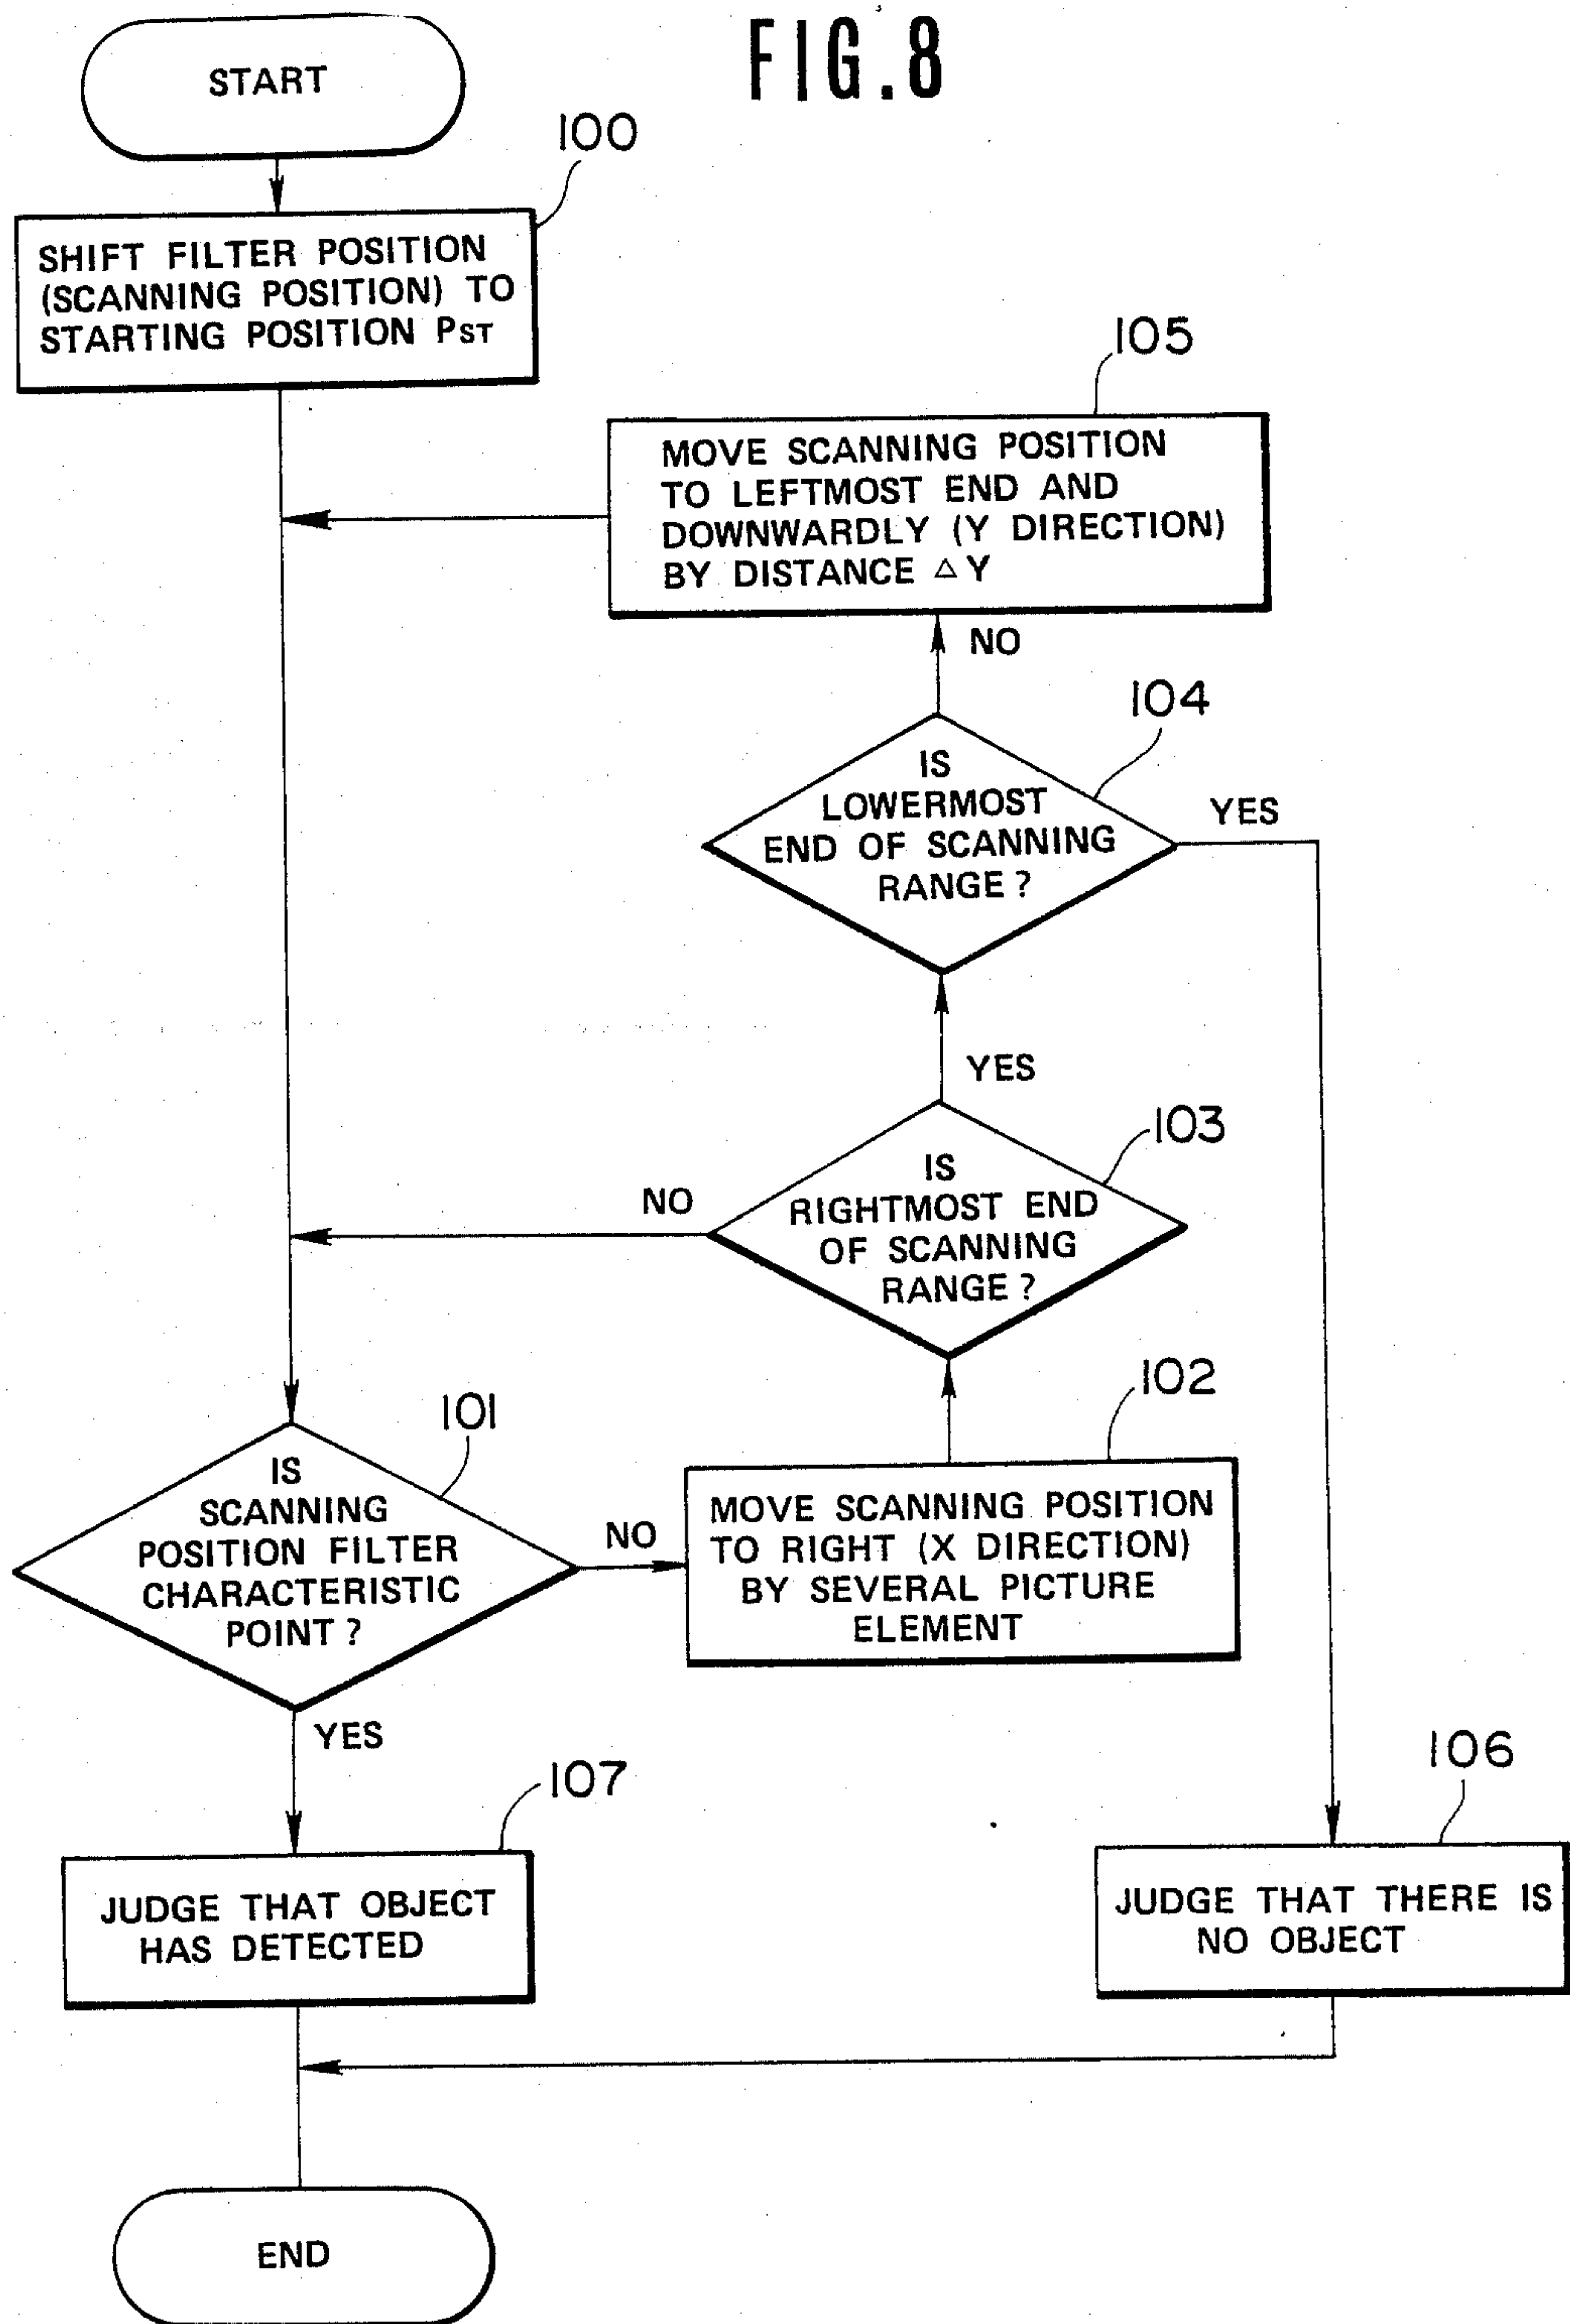 FIG.8
START
100
SHIFT FILTER POSITION
(SCANNING POSITION) TO
STARTING POSITION PST
105
MOVE SCANNING POSITION
TO LEFTMOST END AND
DOWNWARDLY (Y DIRECTION)
BY DISTANCE △Y
NO
104
IS
LOWERMOST
END OF SCANNING
RANGE?
YES
YES
103
IS
RIGHTMOST END
OF SCANNING
RANGE?
NO
102
MOVE SCANNING POSITION
TO RIGHT (X DIRECTION)
BY SEVERAL PICTURE
ELEMENT
101
IS
SCANNING
POSITION FILTER
CHARACTERISTIC
POINT?
NO
YES
107
JUDGE THAT OBJECT
HAS DETECTED
106
JUDGE THAT THERE IS
NO OBJECT
END